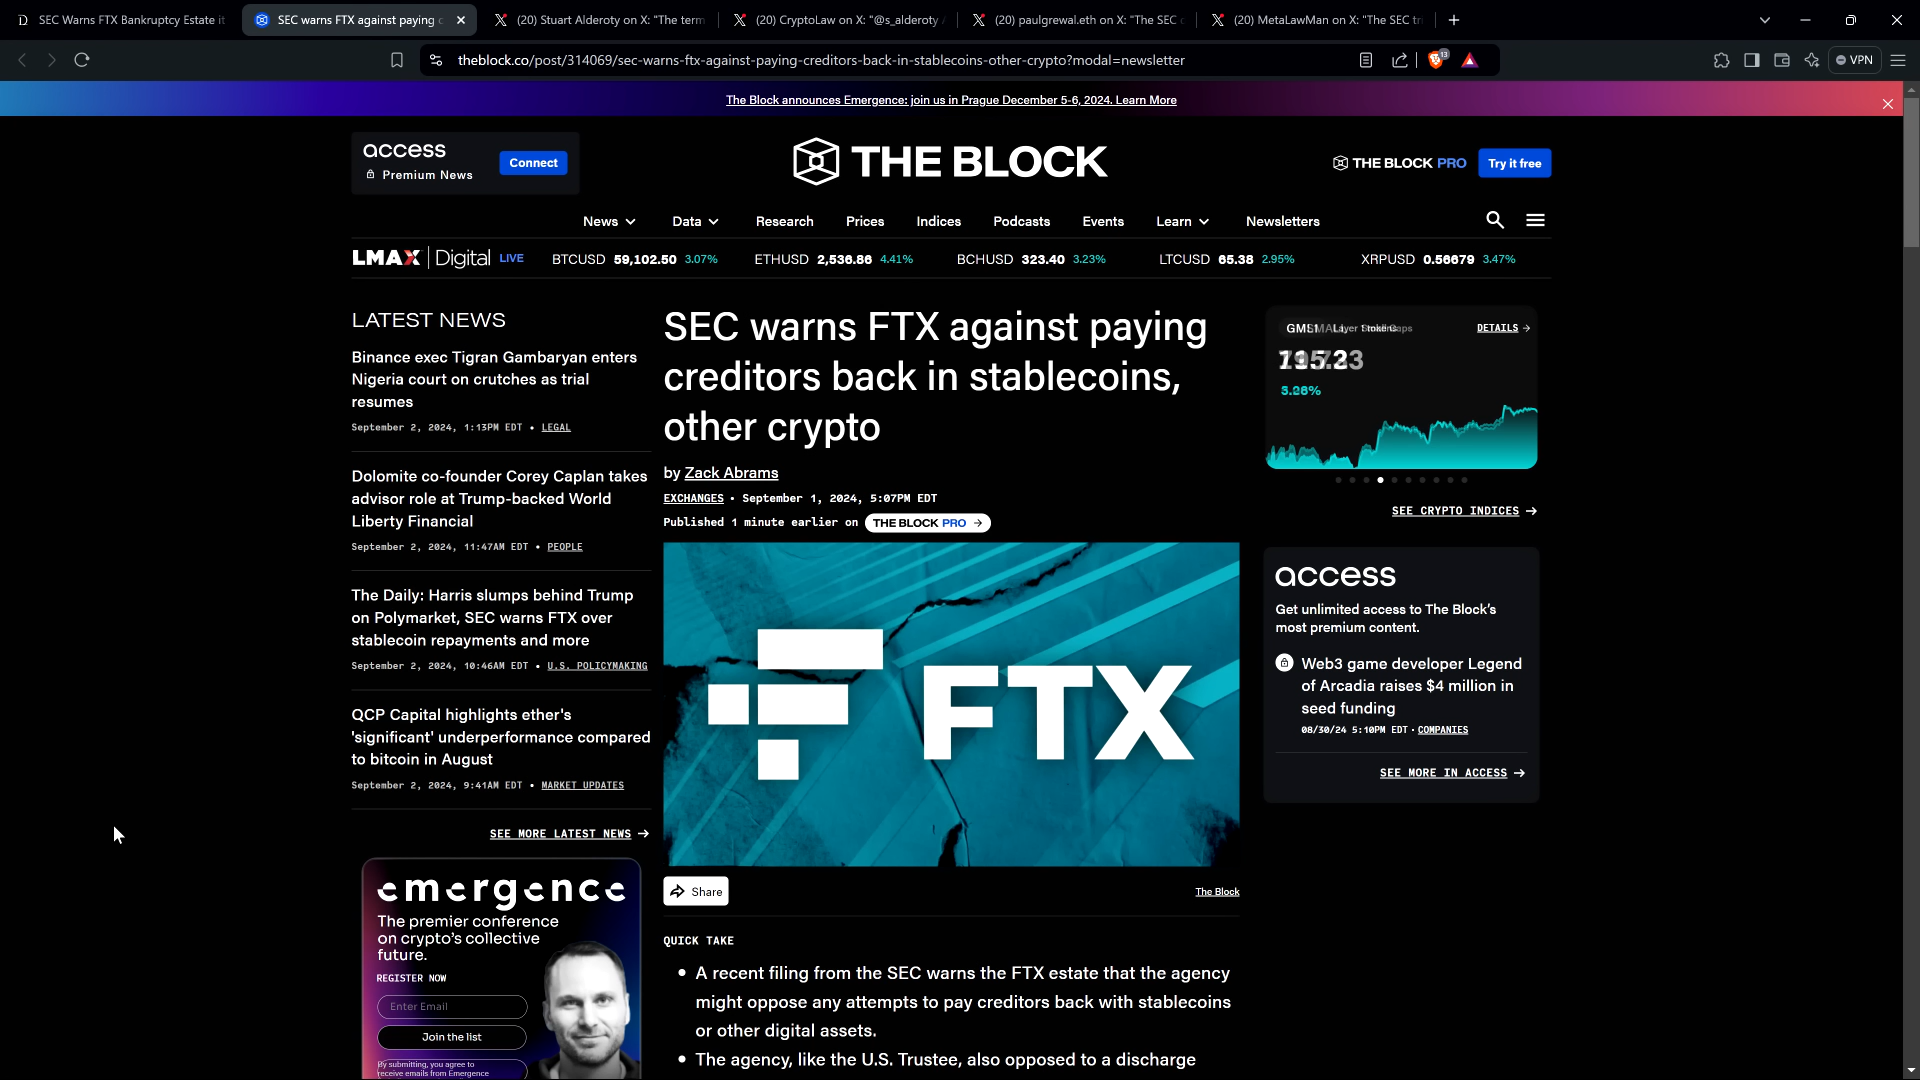 SEC Warns FTX Bankruptcy Estate it
SEC warns FTX against paying c
(20) Stuart Alderoty on X: "The term
(20) CryptoLaw on X: "@s_alderoty
(20) paulgrewal.eth on X: "The SEC
(20) MetaLawMan on X: "The SEC tr
theblock.co/post/314069/sec-warns-ftx-against-paying-creditors-back-in-stablecoins-other-crypto?modal=newsletter
13
VPN
The Block announces Emergence: join us in Prague December 5-6, 2024. Learn More
access
Premium News
Connect
THE BLOCK
THE BLOCK PRO
Try it free
News
Data
Research
Prices
Indices
Podcasts
Events
Learn
Newsletters
LMAX Digital LIVE
BTCUSD 59,102.50 3.07%
ETHUSD 2,536.86 4.41%
BCHUSD 323.40 3.23%
LTCUSD 65.38 2.95%
XRPUSD 0.56679 3.47%
LATEST NEWS
Binance exec Tigran Gambaryan enters
Nigeria court on crutches as trial
resumes
September 2, 2024, 1:13PM EDT • LEGAL
Dolomite co-founder Corey Caplan takes
advisor role at Trump-backed World
Liberty Financial
September 2, 2024, 11:47AM EDT • PEOPLE
The Daily: Harris slumps behind Trump
on Polymarket, SEC warns FTX over
stablecoin repayments and more
September 2, 2024, 10:46AM EDT • U.S. POLICYMAKING
QCP Capital highlights ether's
'significant' underperformance compared
to bitcoin in August
September 2, 2024, 9:41AM EDT • MARKET UPDATES
SEE MORE LATEST NEWS →
emergence
The premier conference
on crypto's collective
future.
REGISTER NOW
Enter Email
Join the list
By submitting, you agree to
receive emails from Emergence
SEC warns FTX against paying
creditors back in stablecoins,
other crypto
by Zack Abrams
EXCHANGES • September 1, 2024, 5:07PM EDT
Published 1 minute earlier on THE BLOCK PRO →
FTX
Share
The Block
QUICK TAKE
• A recent filing from the SEC warns the FTX estate that the agency
might oppose any attempts to pay creditors back with stablecoins
or other digital assets.
• The agency, like the U.S. Trustee, also opposed to a discharge
DETAILS →
SEE CRYPTO INDICES →
access
Get unlimited access to The Block's
most premium content.
Web3 game developer Legend
of Arcadia raises $4 million in
seed funding
08/30/24 5:10PM EDT • COMPANIES
SEE MORE IN ACCESS →